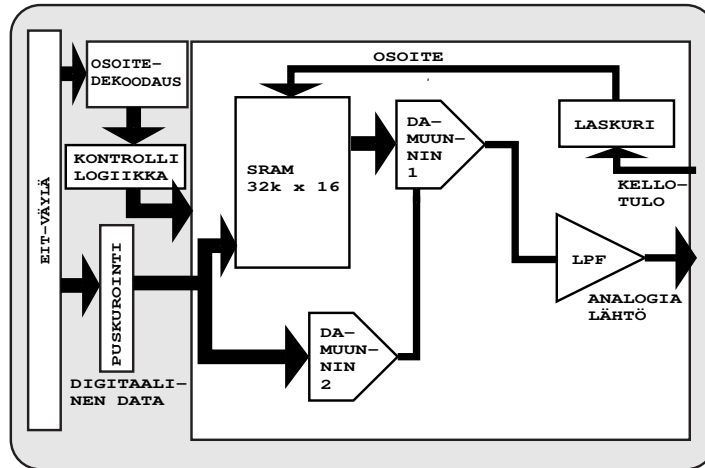 EIT-VÄYLÄ
OSOITE-
DEKOODAUS
KONTROLLI
LOGIIKKA
PUSKUROINTI
DIGITAALI-
NEN DATA
OSOITE
SRAM
32k x 16
DA-
MUUN-
NIN
1
DA-
MUUN-
NIN
2
LASKURI
KELLO-
TULO
LPF
ANALOGIA
LÄHTÖ